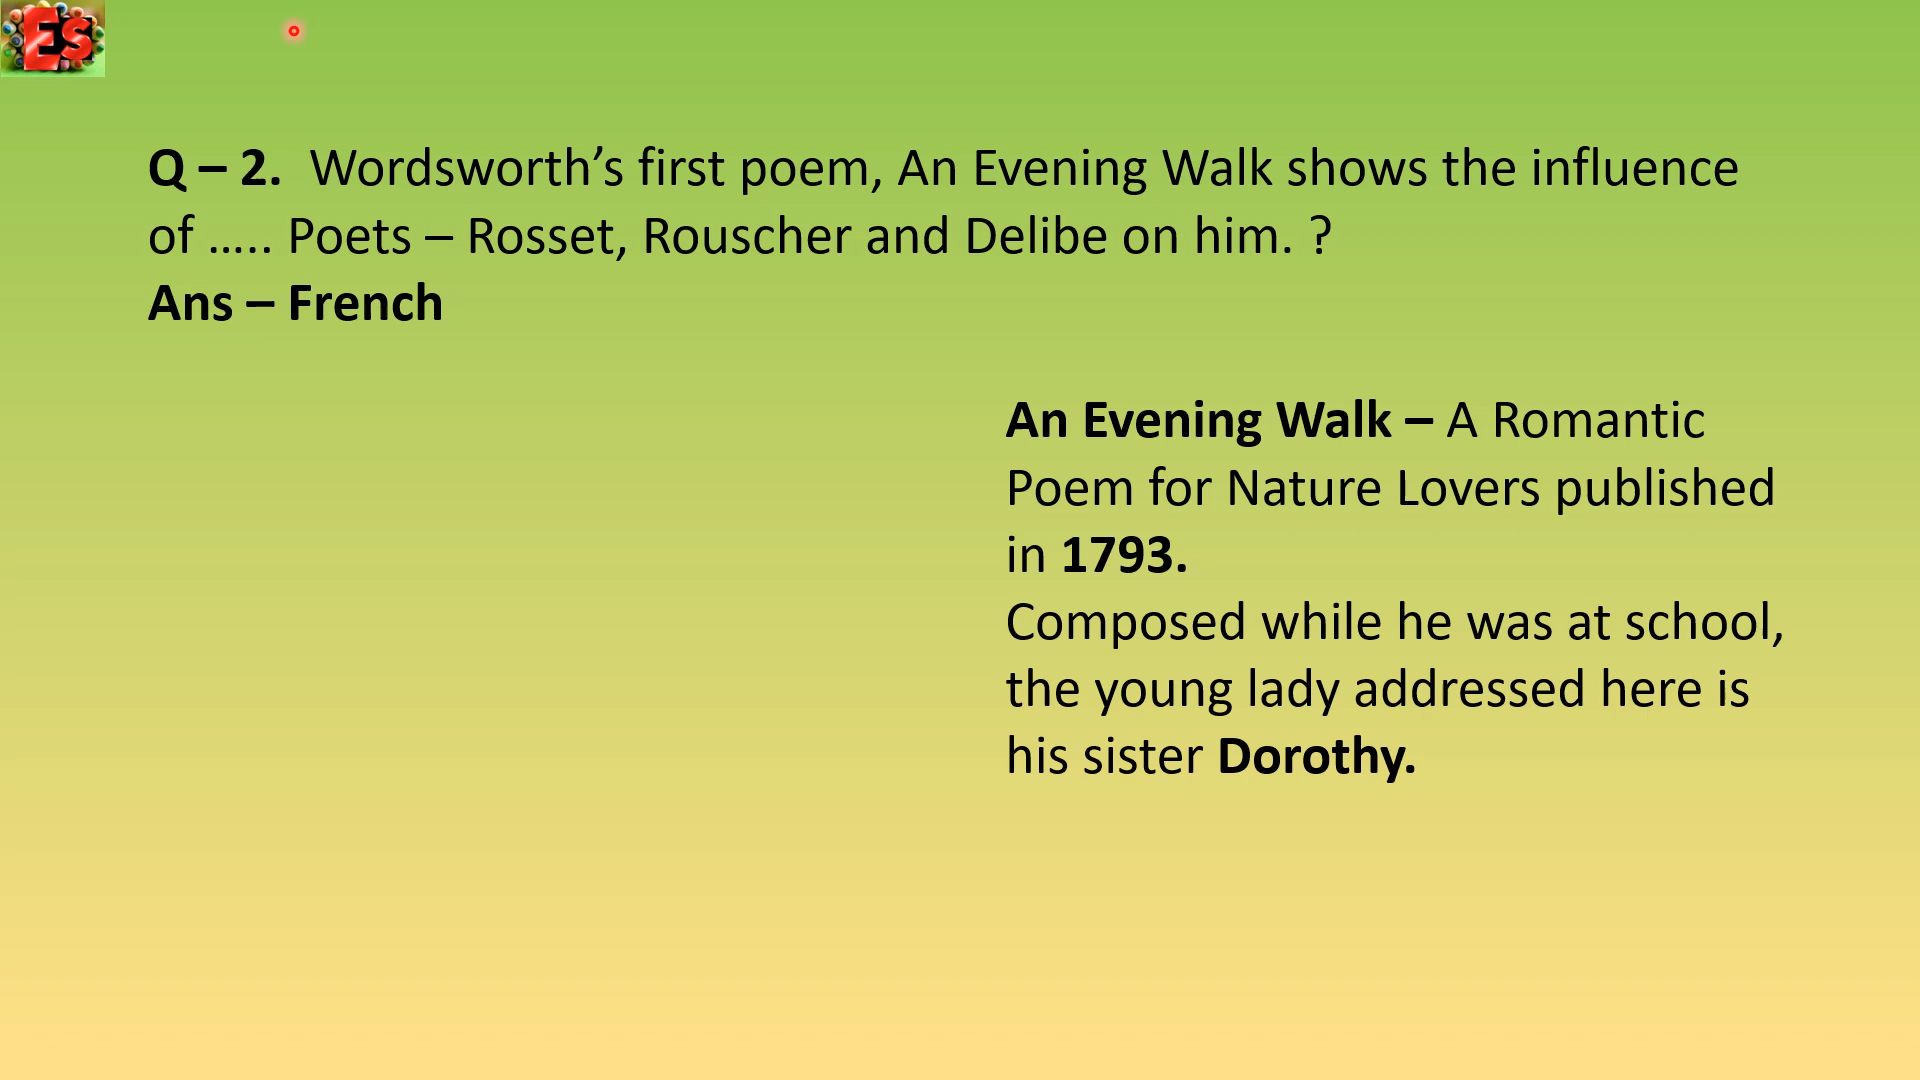 Es
Q – 2.  Wordsworth’s first poem, An Evening Walk shows the influence
of ….. Poets – Rosset, Rouscher and Delibe on him. ?
Ans – French
An Evening Walk – A Romantic
Poem for Nature Lovers published
in 1793.
Composed while he was at school,
the young lady addressed here is
his sister Dorothy.